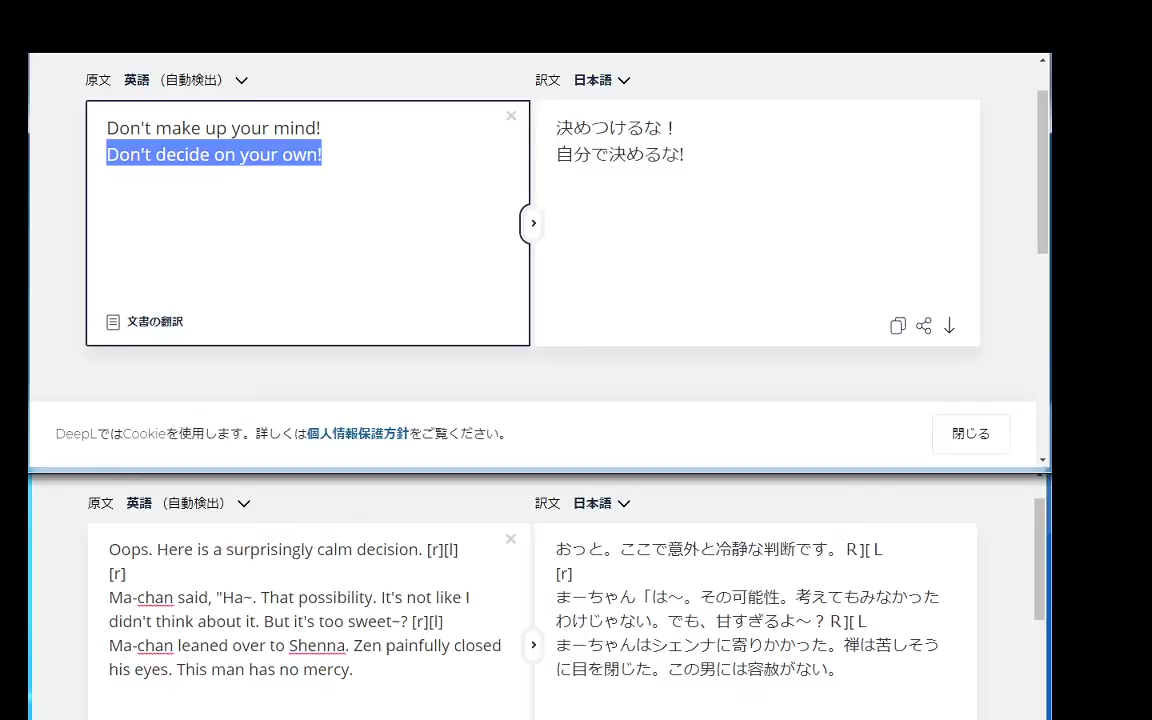 原文 英語 （自動検出）
訳文 日本語
Don't make up your mind!
Don't decide on your own!
決めつけるな！
自分で決めるな!
文書の翻訳
DeepLではCookieを使用します。詳しくは個人情報保護方針をご覧ください。
閉じる
原文 英語 （自動検出）
訳文 日本語
Oops. Here is a surprisingly calm decision. [r][l]
[r]
Ma-chan said, "Ha~. That possibility. It's not like I
didn't think about it. But it's too sweet~? [r][l]
Ma-chan leaned over to Shenna. Zen painfully closed
his eyes. This man has no mercy.
おっと。ここで意外と冷静な判断です。Ｒ][Ｌ
[r]
まーちゃん「は～。その可能性。考えてもみなかった
わけじゃない。でも、甘すぎるよ～？Ｒ][Ｌ
まーちゃんはシェンナに寄りかかった。禅は苦しそう
に目を閉じた。この男には容赦がない。